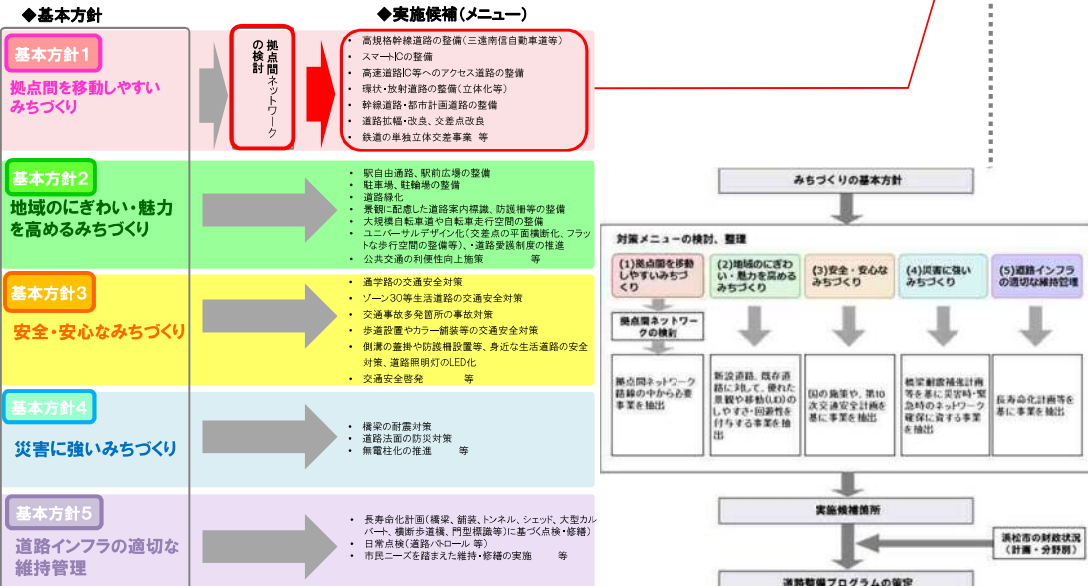 ◆基本方針
◆実施候補(メニュー)
基本方針1
拠点間を移動しやすい
みちづくり
拠点間ネットワーク
の検討
・ 高規格幹線道路の整備(三遠南信自動車道等)
・ スマートICの整備
・ 高速道路IC等へのアクセス道路の整備
・ 環状・放射道路の整備(立体化等)
・ 幹線道路・都市計画道路の整備
・ 道路拡幅・改良、交差点改良
・ 鉄道の単独立体交差事業 等
基本方針2
地域のにぎわい・魅力
を高めるみちづくり
・ 駅自由通路、駅前広場の整備
・ 駐車場、駐輪場の整備
・ 道路緑化
・ 景観に配慮した道路案内標識、防護柵等の整備
・ 大規模自転車道や自転車走行空間の整備
・ ユニバーサルデザイン化(交差点の平面横断化、フラッ
トな歩行空間の整備等)、・道路愛護制度の推進
・ 公共交通の利便性向上施策 等
基本方針3
安全・安心なみちづくり
・ 通学路の交通安全対策
・ ゾーン30等生活道路の交通安全対策
・ 交通事故多発箇所の事故対策
・ 歩道設置やカラー舗装等の交通安全対策
・ 側溝の蓋掛や防護柵設置等、身近な生活道路の安全
対策、道路照明灯のLED化
・ 交通安全啓発 等
基本方針4
災害に強いみちづくり
・ 橋梁の耐震対策
・ 道路法面の防災対策
・ 無電柱化の推進 等
基本方針5
道路インフラの適切な
維持管理
・ 長寿命化計画(橋梁、舗装、トンネル、シェッド、大型カル
バート、横断歩道橋、門型標識等)に基づく点検・修繕)
・ 日常点検(道路パトロール 等)
・ 市民ニーズを踏まえた維持・修繕の実施 等
みちづくりの基本方針
対策メニューの検討、整理
(1)拠点間を移動
しやすいみちづ
くり
(2)地域のにぎわ
い・魅力を高める
みちづくり
(3)安全・安心な
みちづくり
(4)災害に強い
みちづくり
(5)道路インフラ
の適切な維持管理
拠点間ネットワー
クの検討
拠点間ネットワーク
路線の中から必要
事業を抽出
新設道路、既存道
路に対して、優れた
景観や移動(UD)の
しやすさ・回遊性を
付与する事業を抽
出
国の施策や、第10
次交通安全計画を
基に事業を抽出
橋梁耐震補強計画
等を基に災害時・緊
急時のネットワーク
確保に資する事業
を抽出
長寿命化計画等を
基に事業を抽出
実施候補箇所
浜松市の財政状況
(計画・分野別)
道路整備プログラムの策定